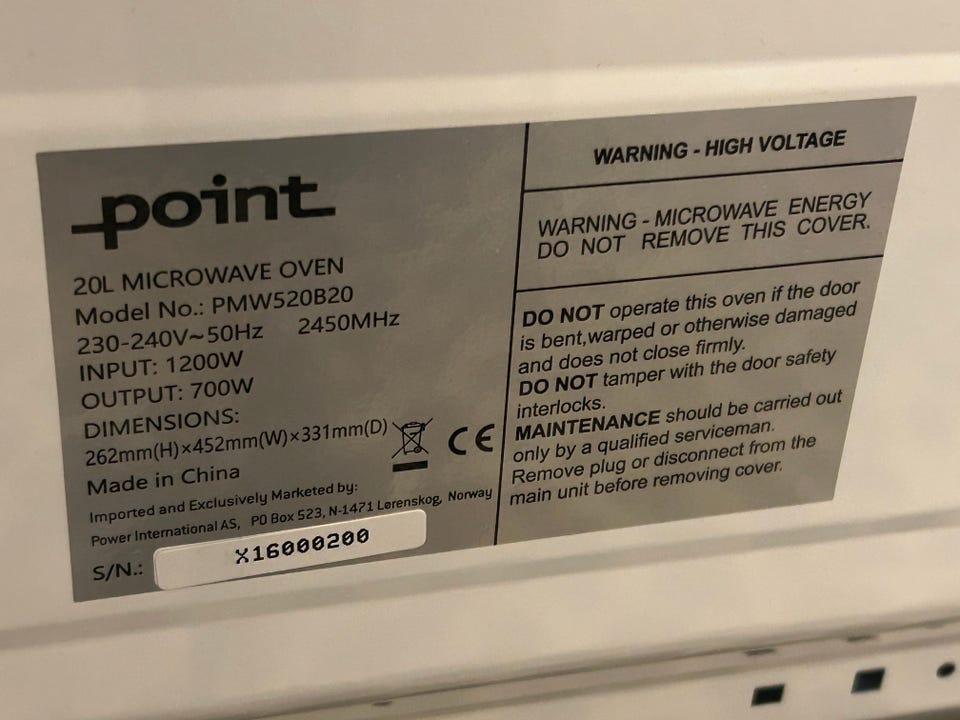 point
20L MICROWAVE OVEN
Model No.: PMW520B20
230-240V~50Hz 2450MHz
INPUT: 1200W
OUTPUT: 700W
DIMENSIONS:
262mm(H)×452mm(W)×331mm(D)
CE
Made in China
Imported and Exclusively Marketed by:
Power International AS, PO Box 523, N-1471 Lørenskog, Norway
S/N.: X16000200
WARNING - HIGH VOLTAGE
WARNING - MICROWAVE ENERGY
DO NOT REMOVE THIS COVER.
DO NOT operate this oven if the door
is bent,warped or otherwise damaged
and does not close firmly.
DO NOT tamper with the door safety
interlocks.
MAINTENANCE should be carried out
only by a qualified serviceman.
Remove plug or disconnect from the
main unit before removing cover.